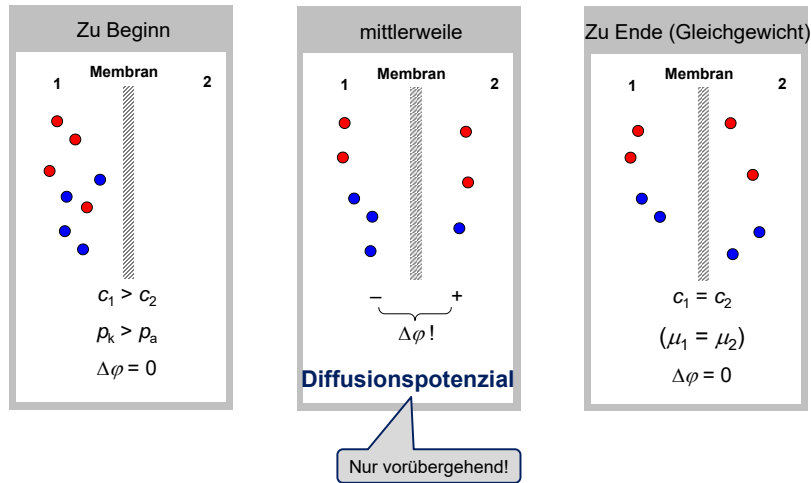 Zu Beginn
Membran
1 2
c1 > c2
pk > pa
Δφ = 0
mittlerweile
Membran
1 2
– +
Δφ !
Diffusionspotenzial
Nur vorübergehend!
Zu Ende (Gleichgewicht)
Membran
1 2
c1 = c2
(μ1 = μ2)
Δφ = 0